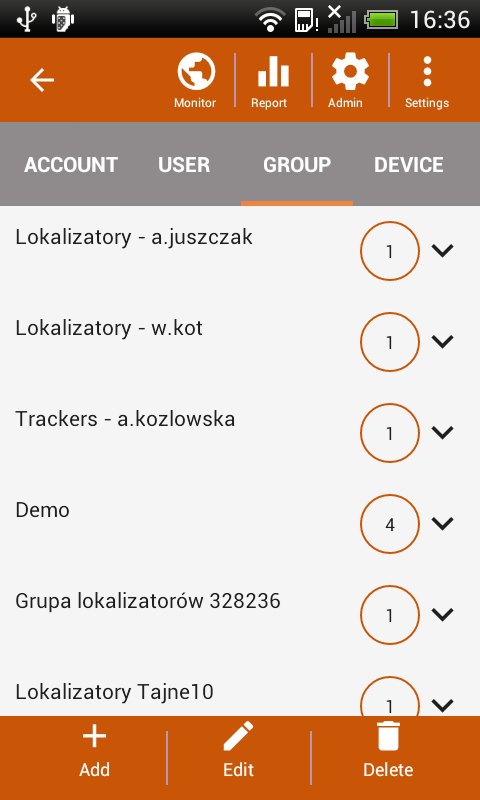 16:36
Monitor
Report
Admin
Settings
ACCOUNT USER GROUP DEVICE
Lokalizatory - a.juszczak
1
Lokalizatory - w.kot
1
Trackers - a.kozlowska
1
Demo
4
Grupa lokalizatorów 328236
1
Lokalizatory Tajne10
1
Add
Edit
Delete